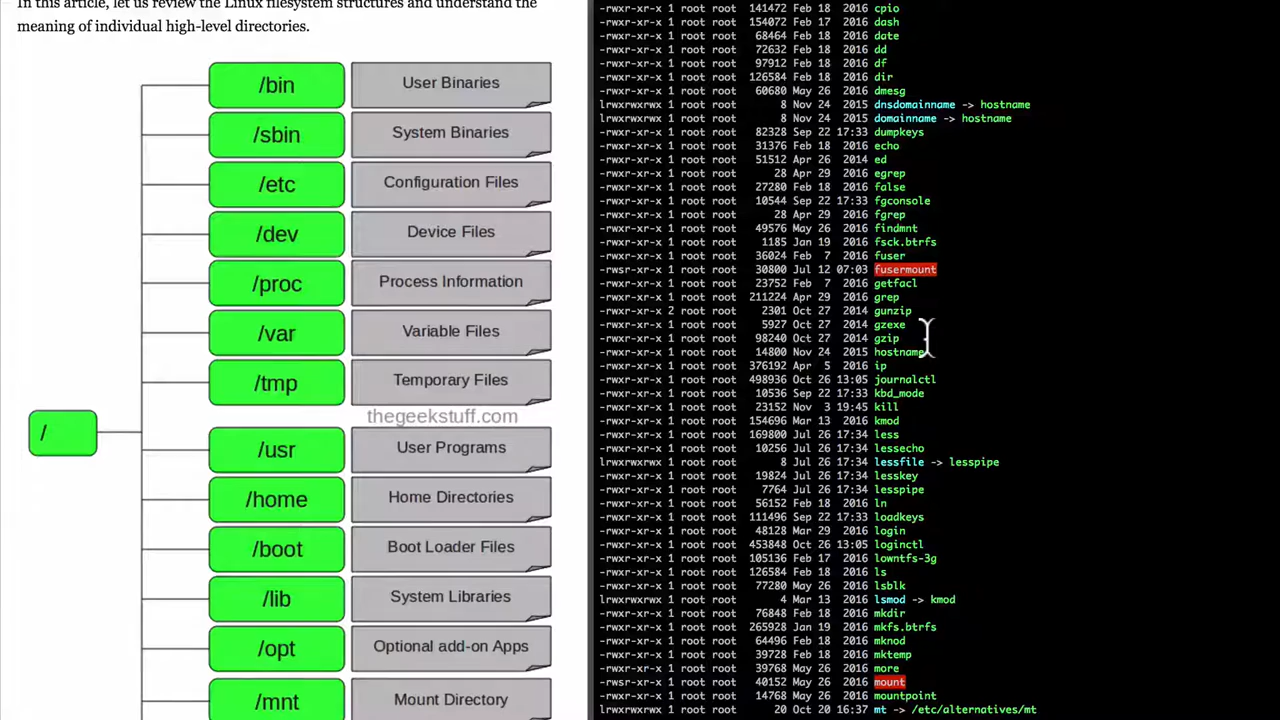 In this article, let us review the Linux filesystem structures and understand the
meaning of individual high-level directories.
/bin User Binaries
/sbin System Binaries
/etc Configuration Files
/dev Device Files
/proc Process Information
/var Variable Files
/tmp Temporary Files
thegeekstuff.com
/
/usr User Programs
/home Home Directories
/boot Boot Loader Files
/lib System Libraries
/opt Optional add-on Apps
/mnt Mount Directory
-rwxr-xr-x 1 root root 141472 Feb 18 2016 cpio
-rwxr-xr-x 1 root root 154072 Feb 17 2016 dash
-rwxr-xr-x 1 root root 68464 Feb 18 2016 date
-rwxr-xr-x 1 root root 72632 Feb 18 2016 dd
-rwxr-xr-x 1 root root 97912 Feb 18 2016 df
-rwxr-xr-x 1 root root 126584 Feb 18 2016 dir
-rwxr-xr-x 1 root root 60680 May 26 2016 dmesg
lrwxrwxrwx 1 root root 8 Nov 24 2015 dnsdomainname -> hostname
lrwxrwxrwx 1 root root 8 Nov 24 2015 domainname -> hostname
-rwxr-xr-x 1 root root 82328 Sep 22 17:33 dumpkeys
-rwxr-xr-x 1 root root 31376 Feb 18 2016 echo
-rwxr-xr-x 1 root root 51512 Apr 26 2014 ed
-rwxr-xr-x 1 root root 28 Apr 29 2016 egrep
-rwxr-xr-x 1 root root 27280 Feb 18 2016 false
-rwxr-xr-x 1 root root 10544 Sep 22 17:33 fgconsole
-rwxr-xr-x 1 root root 28 Apr 29 2016 fgrep
-rwxr-xr-x 1 root root 49576 May 26 2016 findmnt
-rwxr-xr-x 1 root root 1185 Jan 19 2016 fsck.btrfs
-rwxr-xr-x 1 root root 36024 Feb 7 2016 fuser
-rwsr-xr-x 1 root root 30800 Jul 12 07:03 fusermount
-rwxr-xr-x 1 root root 23752 Feb 7 2016 getfacl
-rwxr-xr-x 1 root root 211224 Apr 29 2016 grep
-rwxr-xr-x 2 root root 2301 Oct 27 2014 gunzip
-rwxr-xr-x 1 root root 5927 Oct 27 2014 gzexe
-rwxr-xr-x 1 root root 98240 Oct 27 2014 gzip
-rwxr-xr-x 1 root root 14800 Nov 24 2015 hostname
-rwxr-xr-x 1 root root 376192 Apr 5 2016 ip
-rwxr-xr-x 1 root root 498936 Oct 26 13:05 journalctl
-rwxr-xr-x 1 root root 10536 Sep 22 17:33 kbd_mode
-rwxr-xr-x 1 root root 23152 Nov 3 19:45 kill
-rwxr-xr-x 1 root root 154696 Mar 13 2016 kmod
-rwxr-xr-x 1 root root 169800 Jul 26 17:34 less
-rwxr-xr-x 1 root root 10256 Jul 26 17:34 lessecho
lrwxrwxrwx 1 root root 8 Jul 26 17:34 lessfile -> lesspipe
-rwxr-xr-x 1 root root 19824 Jul 26 17:34 lesskey
-rwxr-xr-x 1 root root 7764 Jul 26 17:34 lesspipe
-rwxr-xr-x 1 root root 56152 Feb 18 2016 ln
-rwxr-xr-x 1 root root 111496 Sep 22 17:33 loadkeys
-rwxr-xr-x 1 root root 48128 Mar 29 2016 login
-rwxr-xr-x 1 root root 453848 Oct 26 13:05 loginctl
-rwxr-xr-x 1 root root 105136 Feb 17 2016 lowntfs-3g
-rwxr-xr-x 1 root root 126584 Feb 18 2016 ls
-rwxr-xr-x 1 root root 77280 May 26 2016 lsblk
lrwxrwxrwx 1 root root 4 Mar 13 2016 lsmod -> kmod
-rwxr-xr-x 1 root root 76848 Feb 18 2016 mkdir
-rwxr-xr-x 1 root root 265928 Jan 19 2016 mkfs.btrfs
-rwxr-xr-x 1 root root 64496 Feb 18 2016 mknod
-rwxr-xr-x 1 root root 39728 Feb 18 2016 mktemp
-rwxr-xr-x 1 root root 39768 May 26 2016 more
-rwsr-xr-x 1 root root 40152 May 26 2016 mount
-rwxr-xr-x 1 root root 14768 May 26 2016 mountpoint
lrwxrwxrwx 1 root root 20 Oct 20 16:37 mt -> /etc/alternatives/mt